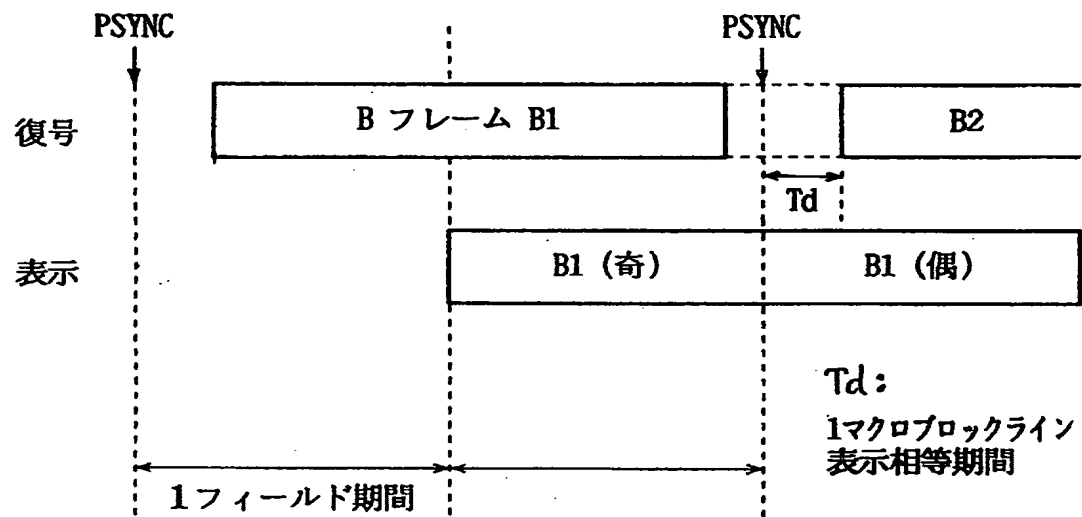 PSYNC
PSYNC
復号
B フレーム B1
B2
Td
表示
B1 (奇)
B1 (偶)
Td:
1マクロブロックライン
表示相等期間
1フィールド期間